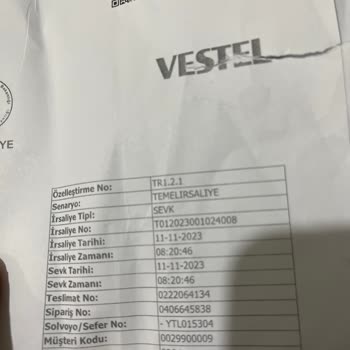 VESTEL
YE
Özelleştirme No: TR1.2.1
Senaryo: TEMELIRSALIYE
İrsaliye Tipi: SEVK
İrsaliye No: T012023001024008
İrsaliye Tarihi: 11-11-2023
İrsaliye Zamanı: 08:20:46
Sevk Tarihi: 11-11-2023
Sevk Zamanı: 08:20:46
Teslimat No: 0222064134
Sipariş No: 0406645838
Solvoyo/Sefer No: - YTL015304
Müşteri Kodu: 0029900009